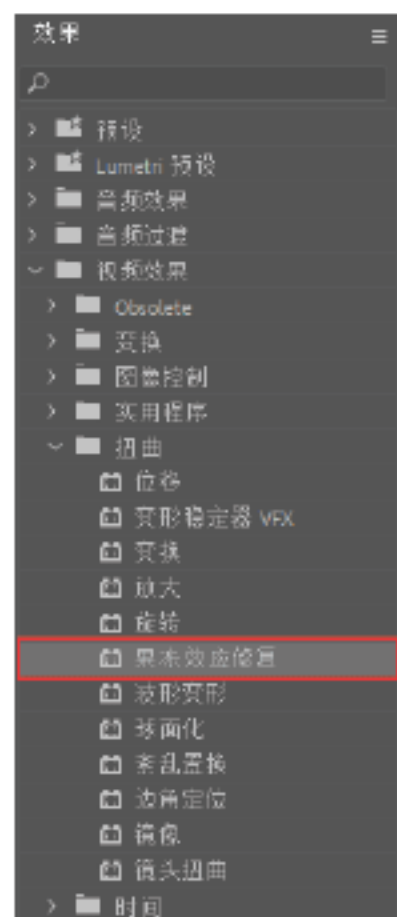 效果
预设
Lumetri 预设
音频效果
音频过渡
视频效果
Obsolete
变换
图像控制
实用程序
扭曲
位移
变形稳定器 VFX
变换
放大
旋转
果冻效应修复
波形变形
球面化
紊乱置换
边角定位
镜像
镜头扭曲
时间